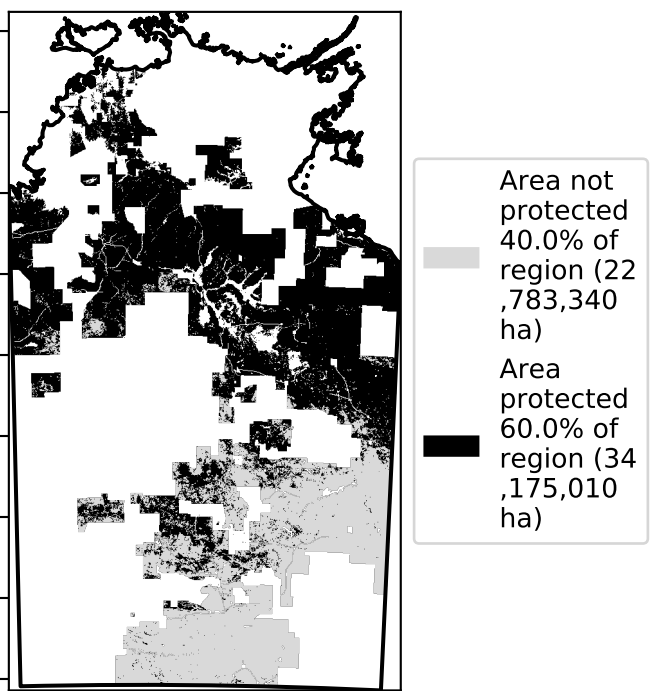 Area not
protected
40.0% of
region (22
,783,340
ha)
Area
protected
60.0% of
region (34
,175,010
ha)